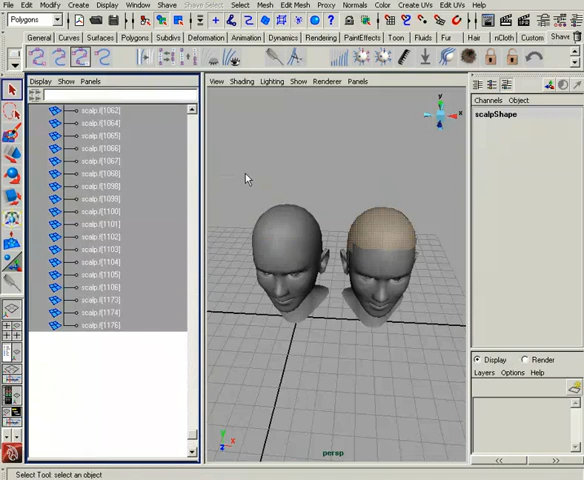 File Edit Modify Create Display Window Shave Shave Select Select Mesh Edit Mesh Proxy Normals Color Create UVs Edit UVs
Polygons
General Curves Surfaces Polygons Subdivs Deformation Animation Dynamics Rendering PaintEffects Toon Fluids Fur Hair nCloth Custom Shave
Display Show Panels
scalp.f[1062]
scalp.f[1064]
scalp.f[1065]
scalp.f[1066]
scalp.f[1067]
scalp.f[1068]
scalp.f[1098]
scalp.f[1099]
scalp.f[1100]
scalp.f[1101]
scalp.f[1102]
scalp.f[1103]
scalp.f[1104]
scalp.f[1105]
scalp.f[1106]
scalp.f[1173]
scalp.f[1174]
scalp.f[1176]
View Shading Lighting Show Renderer Panels
y
x
y
x
z
persp
Channels Object
scalpShape
Display Render
Layers Options Help
<< >>
Select Tool: select an object